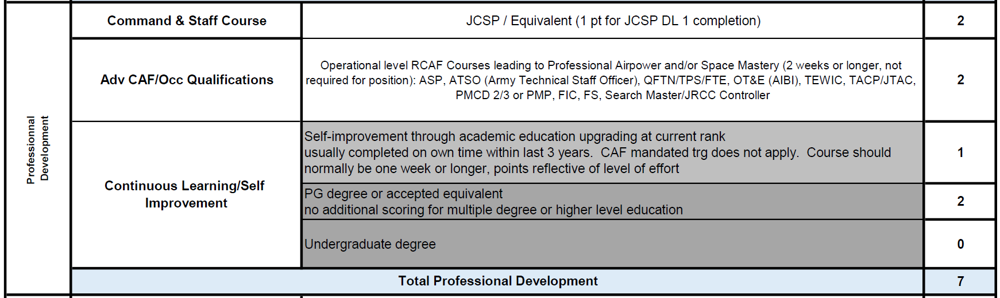 Professionnal
Development
Command & Staff Course
JCSP / Equivalent (1 pt for JCSP DL 1 completion)
2
Adv CAF/Occ Qualifications
Operational level RCAF Courses leading to Professional Airpower and/or Space Mastery (2 weeks or longer, not
required for position): ASP, ATSO (Army Technical Staff Officer), QFTN/TPS/FTE, OT&E (AIBI), TEWIC, TACP/JTAC,
PMCD 2/3 or PMP, FIC, FS, Search Master/JRCC Controller
2
Continuous Learning/Self
Improvement
Self-improvement through academic education upgrading at current rank
usually completed on own time within last 3 years.  CAF mandated trg does not apply.  Course should
normally be one week or longer, points reflective of level of effort
1
PG degree or accepted equivalent
no additional scoring for multiple degree or higher level education
2
Undergraduate degree
0
Total Professional Development
7